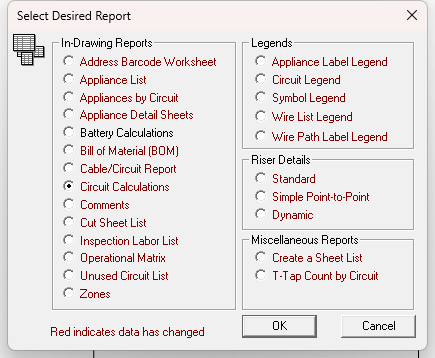 Select Desired Report
In-Drawing Reports
Address Barcode Worksheet
Appliance List
Appliances by Circuit
Appliance Detail Sheets
Battery Calculations
Bill of Material (BOM)
Cable/Circuit Report
Circuit Calculations
Comments
Cut Sheet List
Inspection Labor List
Operational Matrix
Unused Circuit List
Zones
Legends
Appliance Label Legend
Circuit Legend
Symbol Legend
Wire List Legend
Wire Path Label Legend
Riser Details
Standard
Simple Point-to-Point
Dynamic
Miscellaneous Reports
Create a Sheet List
T-Tap Count by Circuit
Red indicates data has changed
OK
Cancel